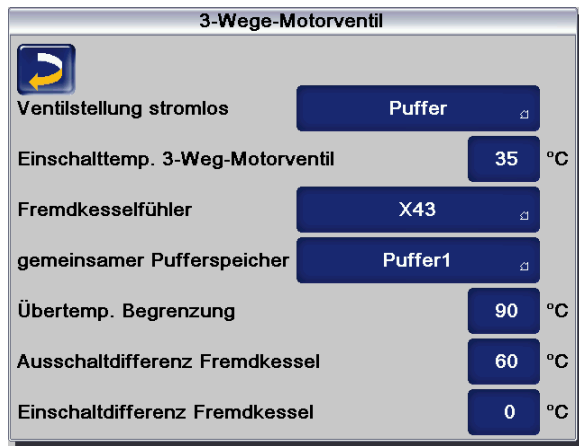 3-Wege-Motorventil
Ventilstellung stromlos Puffer
Einschalttemp. 3-Weg-Motorventil 35 °C
Fremdkesselfühler X43
gemeinsamer Pufferspeicher Puffer1
Übertemp. Begrenzung 90 °C
Ausschaltdifferenz Fremdkessel 60 °C
Einschaltdifferenz Fremdkessel 0 °C